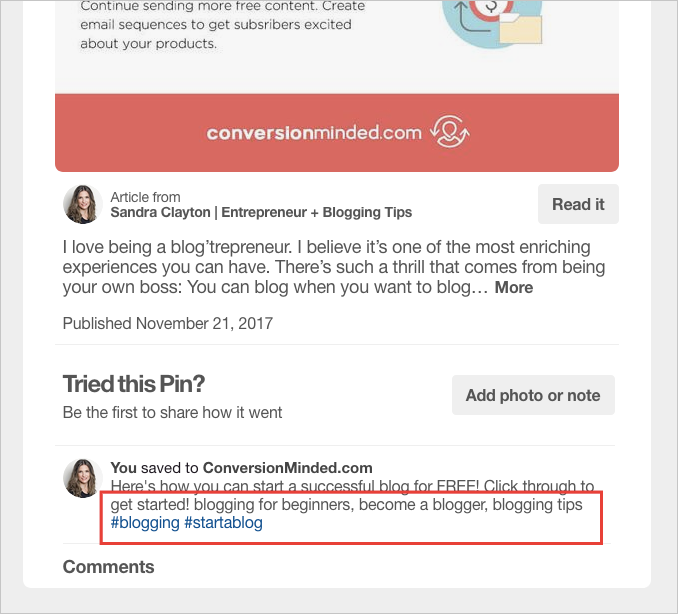 Continue sending more free content. Create
email sequences to get subsribers excited
about your products.
$
conversionminded.com
Article from
Sandra Clayton | Entrepreneur + Blogging Tips
Read it
I love being a blog’trepreneur. I believe it’s one of the most enriching
experiences you can have. There’s such a thrill that comes from being
your own boss: You can blog when you want to blog… More
Published November 21, 2017
Tried this Pin?
Be the first to share how it went
Add photo or note
You saved to ConversionMinded.com
Here's how you can start a successful blog for FREE! Click through to
get started! blogging for beginners, become a blogger, blogging tips
#blogging #startablog
Comments